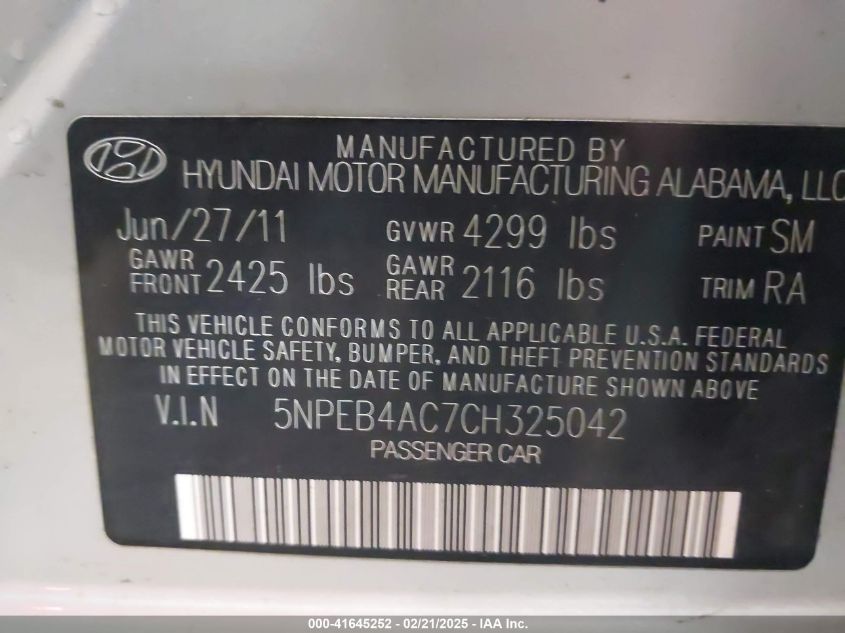 MANUFACTURED BY
HYUNDAI MOTOR MANUFACTURING ALABAMA, LLC
Jun/27/11 GVWR 4299 lbs PAINT SM
GAWR FRONT 2425 lbs GAWR REAR 2116 lbs TRIM RA
THIS VEHICLE CONFORMS TO ALL APPLICABLE U.S.A. FEDERAL
MOTOR VEHICLE SAFETY, BUMPER, AND THEFT PREVENTION STANDARDS
IN EFFECT ON THE DATE OF MANUFACTURE SHOWN ABOVE
V.I.N 5NPEB4AC7CH325042
PASSENGER CAR
000-41645252 - 02/21/2025 - IAA Inc.